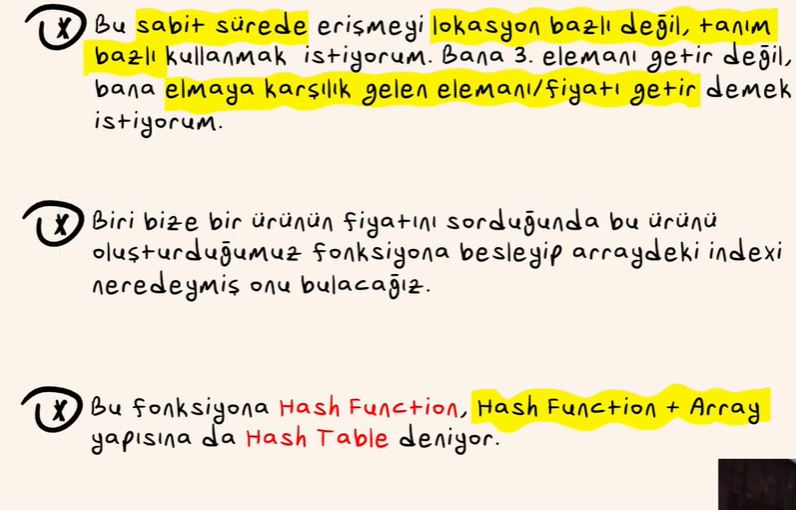 Bu sabit sürede erişmeyi lokasyon bazlı değil, tanım
bazlı kullanmak istiyorum. Bana 3. elemanı getir değil,
bana elmaya karşılık gelen elemanı/fiyatı getir demek
istiyorum.
Biri bize bir ürünün fiyatını sorduğunda bu ürünü
oluşturduğumuz fonksiyona besleyip arraydeki indexi
neredeymiş onu bulacağız.
Bu fonksiyona Hash Function, Hash Function + Array
yapısına da Hash Table deniyor.